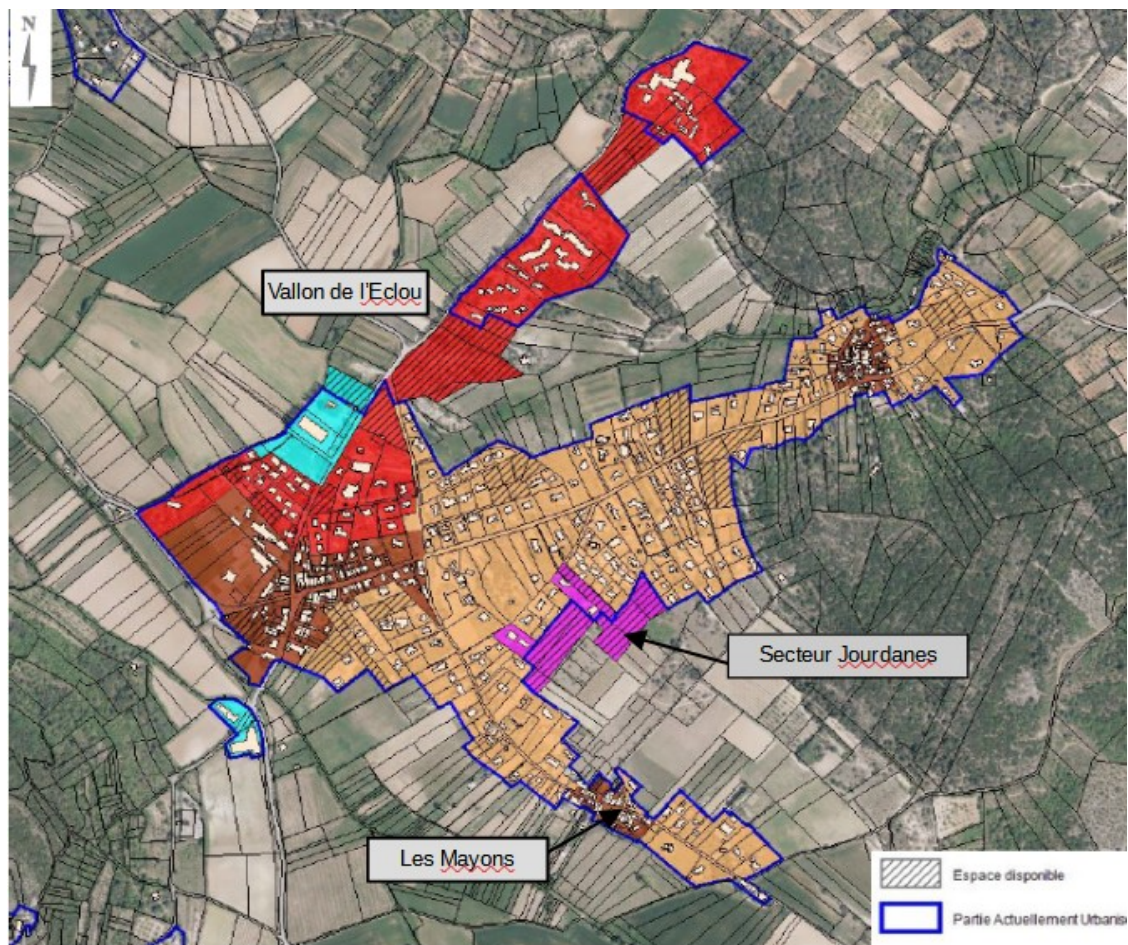 N
Vallon de l'Eclou
Secteur Jourdanes
Les Mayons
Espace disponible
Partie Actuellement Urbanis